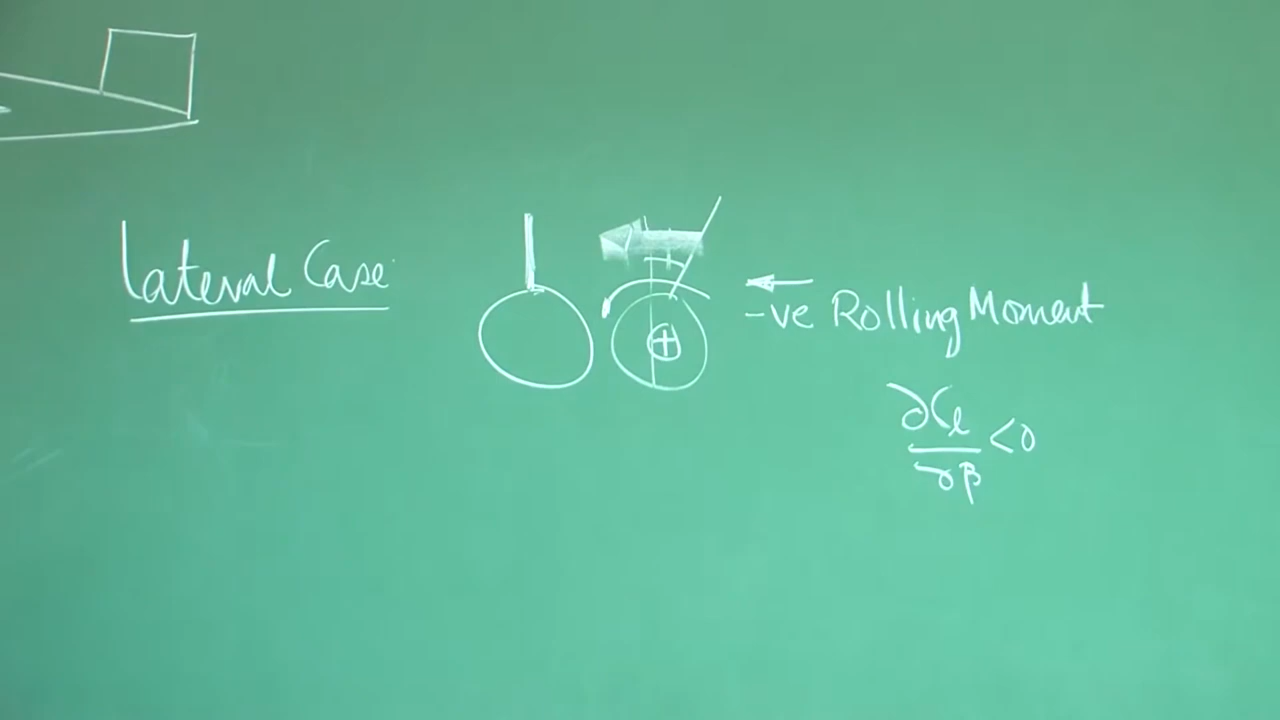 Lateral Case
-ve Rolling Moment
∂Cₗ/∂β <0